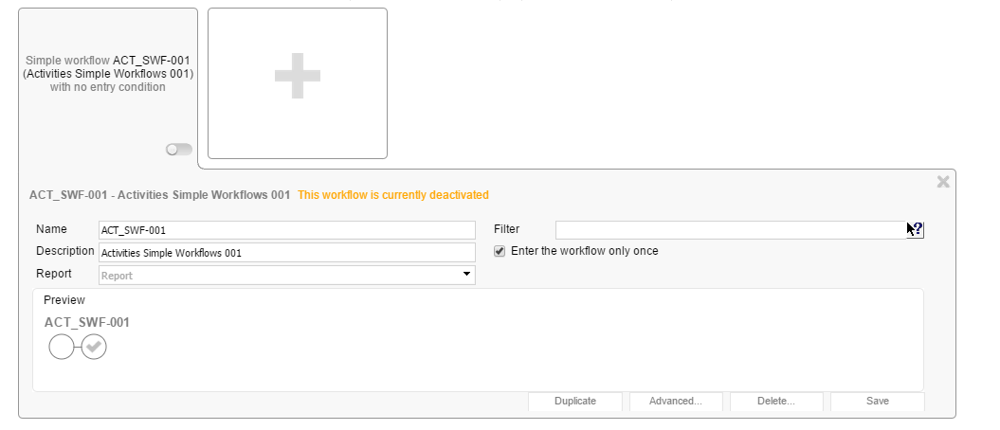 Simple workflow ACT_SWF-001
(Activities Simple Workflows 001)
with no entry condition
ACT_SWF-001 - Activities Simple Workflows 001 This workflow is currently deactivated
Name ACT_SWF-001
Filter ?
Description Activities Simple Workflows 001
Enter the workflow only once
Report Report
Preview
ACT_SWF-001
Duplicate Advanced... Delete... Save